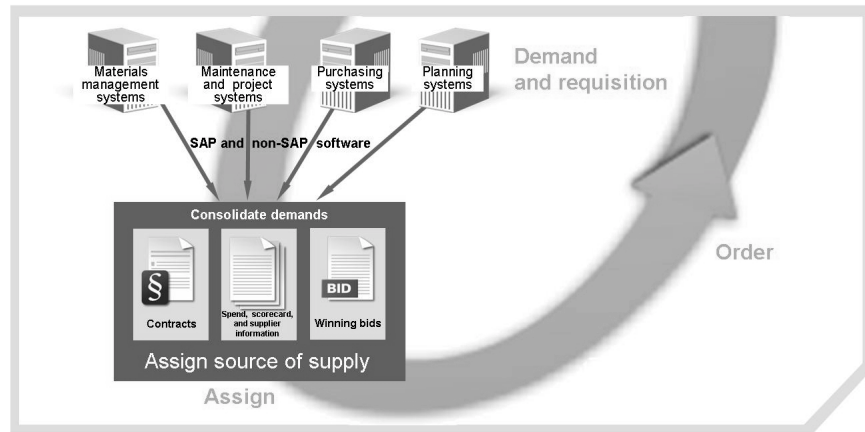 Materials
management
systems
Maintenance
and project
systems
Purchasing
systems
Planning
systems
Demand
and requisition
SAP and non-SAP software
Consolidate demands
§
Contracts
Spend, scorecard,
and supplier
information
BID
Winning bids
Assign source of supply
Order
Assign